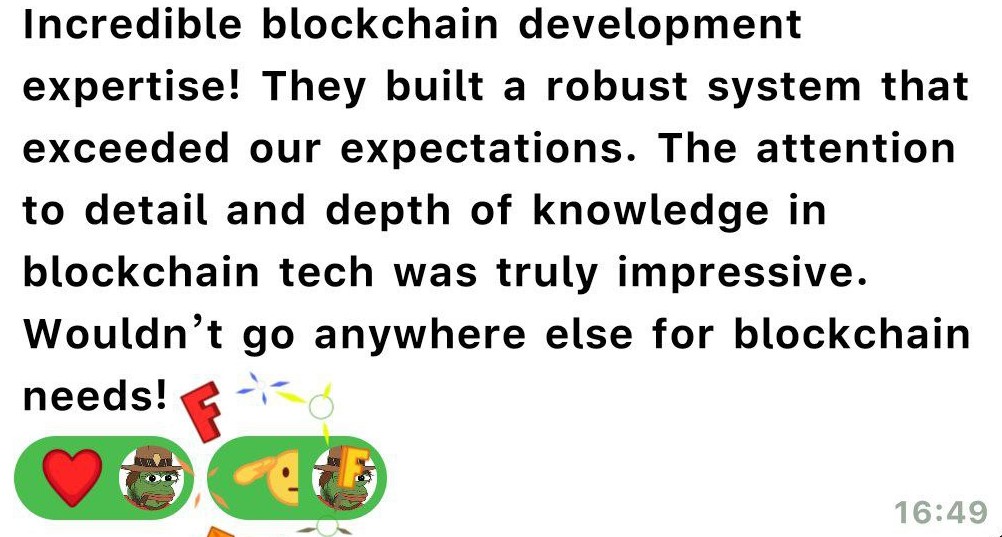 Incredible blockchain development
expertise! They built a robust system that
exceeded our expectations. The attention
to detail and depth of knowledge in
blockchain tech was truly impressive.
Wouldn’t go anywhere else for blockchain
needs!
F
F
16:49